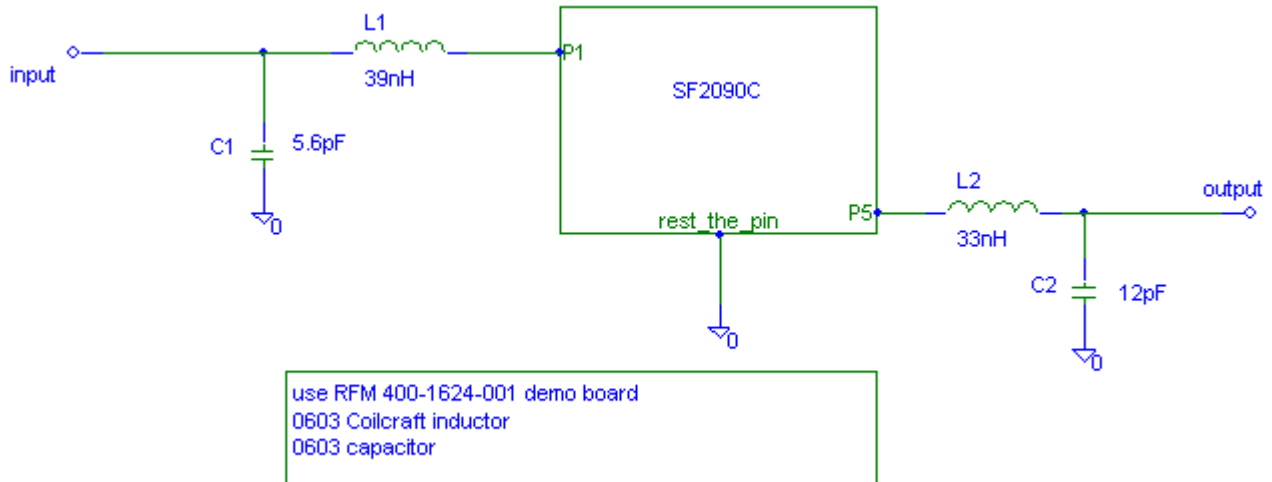 L1
input
39nH
P1
SF2090C
C1
5.6pF
0
rest_the_pin
P5
L2
33nH
output
C2
12pF
0
0
use RFM 400-1624-001 demo board
0603 Coilcraft inductor
0603 capacitor